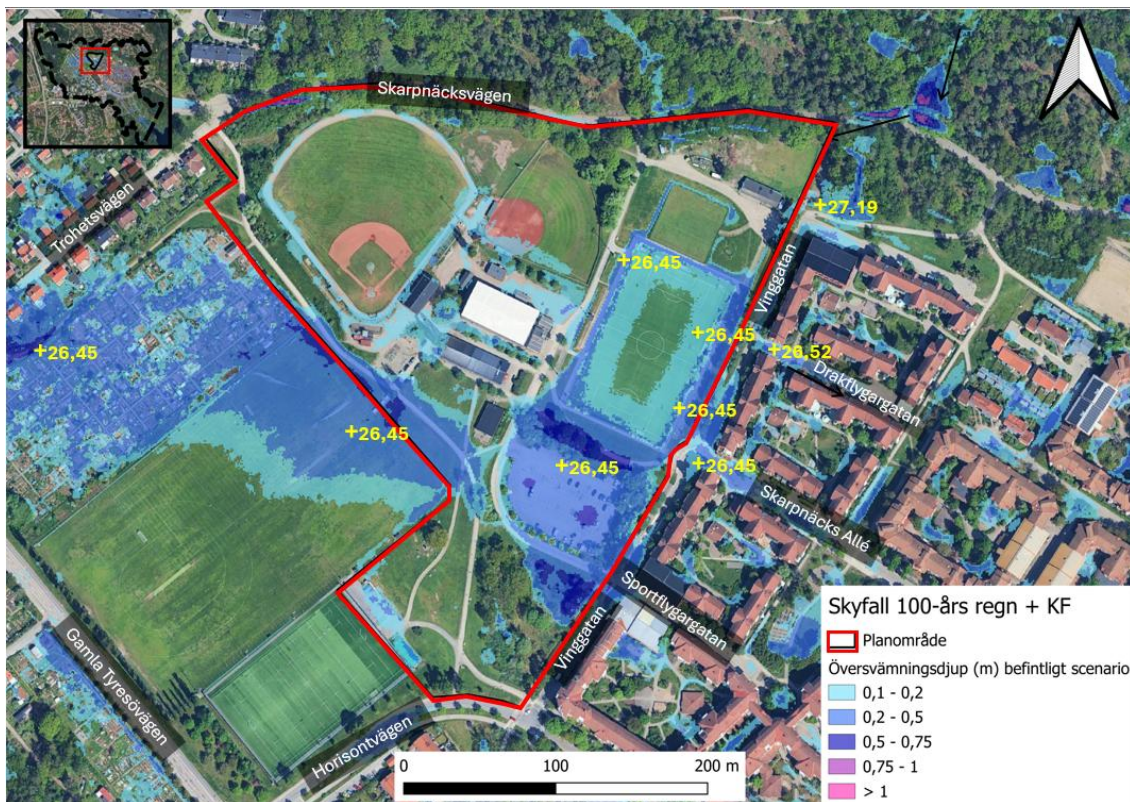 Skarpnäcksvägen
Trohetsvägen
+27,19
+26,45
Vinggatan
+26,45
+26,52
+26,45
Drakflygargatan
+26,45
+26,45
+26,45
+26,45
Skarpnäcks Allé
Sportflygargatan
Vinggatan
Gamla Tyresövägen
Horisontvägen
0 100 200 m
Skyfall 100-års regn + KF
Planområde
Översvämningsdjup (m) befintligt scenario
0,1 - 0,2
0,2 - 0,5
0,5 - 0,75
0,75 - 1
> 1